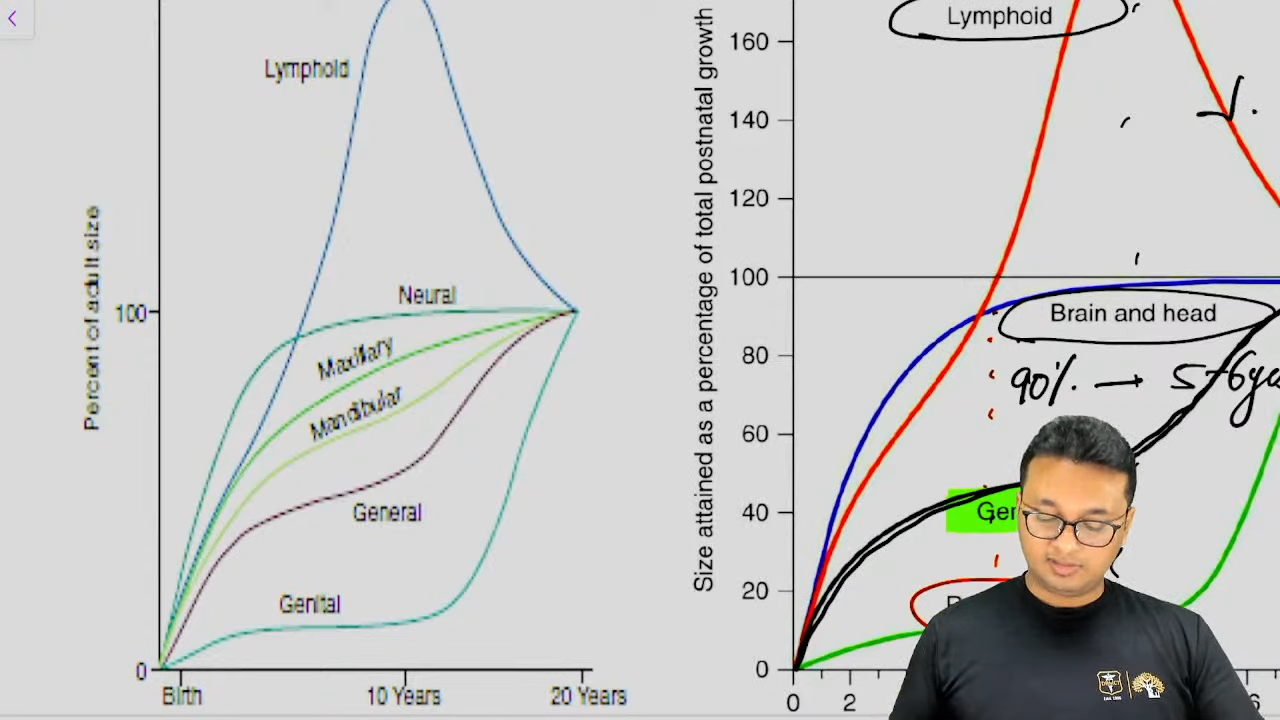 Lymphoid
Neural
Maxillary
Mandibular
General
Genital
Percent of adult size
100
0
Birth
10 Years
20 Years
Size attained as a percentage of total postnatal growth
160
140
120
100
80
60
40
20
0
0
2
Lymphoid
Brain and head
90% → 5-6